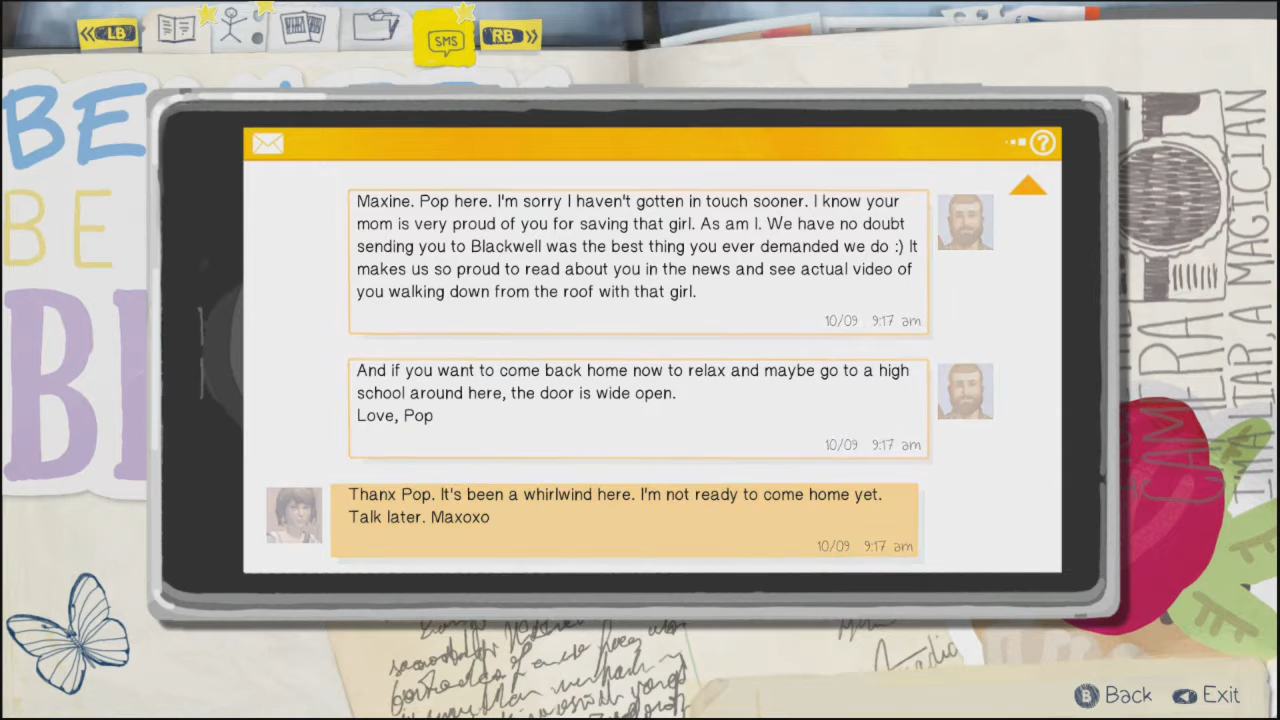 LB
SMS
RB
BE
BE
Maxine. Pop here. I'm sorry I haven't gotten in touch sooner. I know your
mom is very proud of you for saving that girl. As am I. We have no doubt
sending you to Blackwell was the best thing you ever demanded we do :) It
makes us so proud to read about you in the news and see actual video of
you walking down from the roof with that girl.
10/09 9:17 am
And if you want to come back home now to relax and maybe go to a high
school around here, the door is wide open.
Love, Pop
10/09 9:17 am
Thanx Pop. It's been a whirlwind here. I'm not ready to come home yet.
Talk later. Maxoxo
10/09 9:17 am
CAMERA
LIAR, A MAGICIAN
B Back Exit